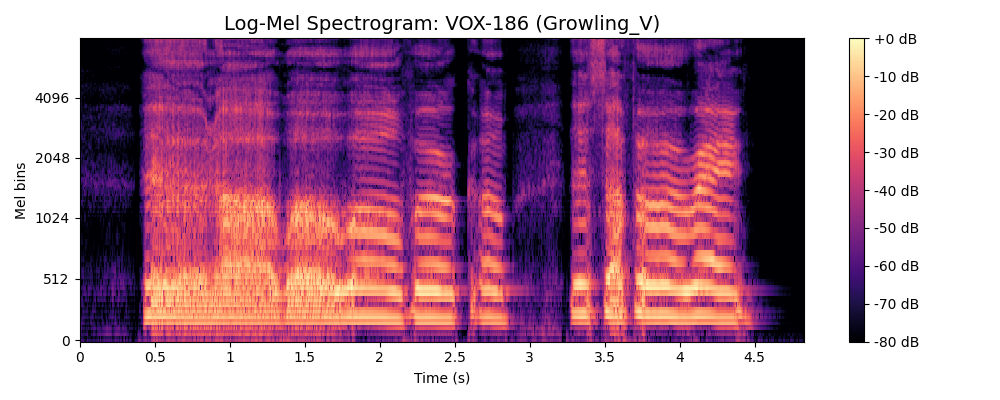 Log-Mel Spectrogram: VOX-186 (Growling_V)
Mel bins
4096
2048
1024
512
0
0 0.5 1 1.5 2 2.5 3 3.5 4 4.5
Time (s)
+0 dB
-10 dB
-20 dB
-30 dB
-40 dB
-50 dB
-60 dB
-70 dB
-80 dB